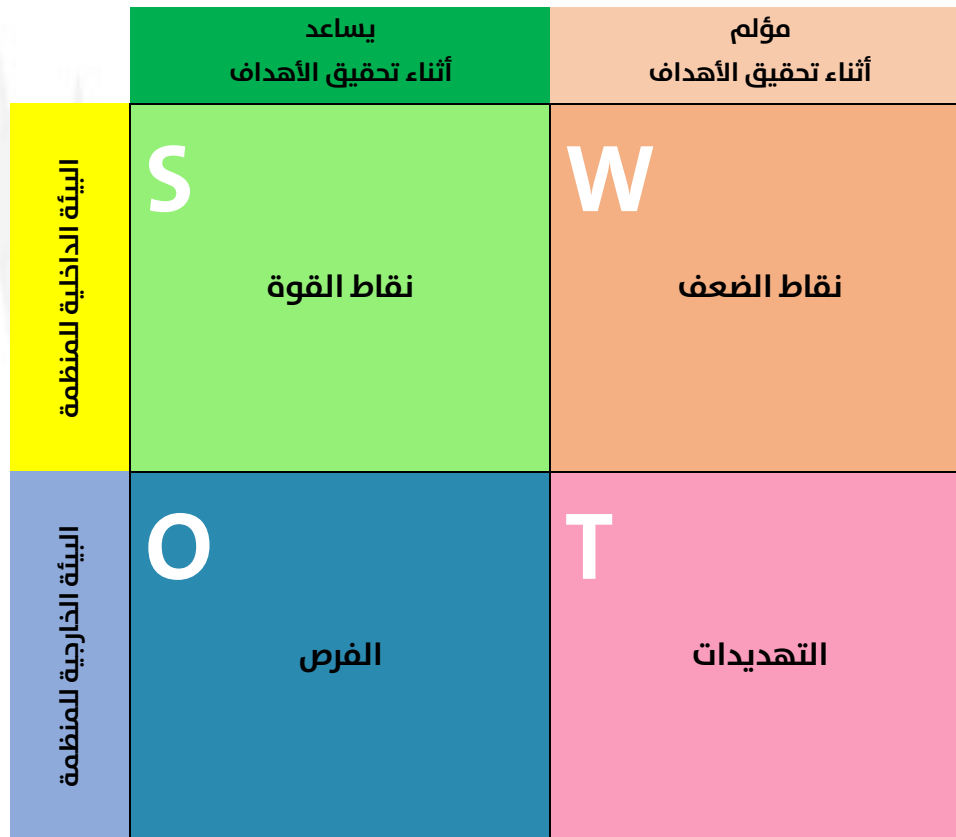 يساعد
أثناء تحقيق الأهداف
مؤلم
أثناء تحقيق الأهداف
البيئة الداخلية للمنظمة
S
نقاط القوة
W
نقاط الضعف
البيئة الخارجية للمنظمة
O
الفرص
T
التهديدات